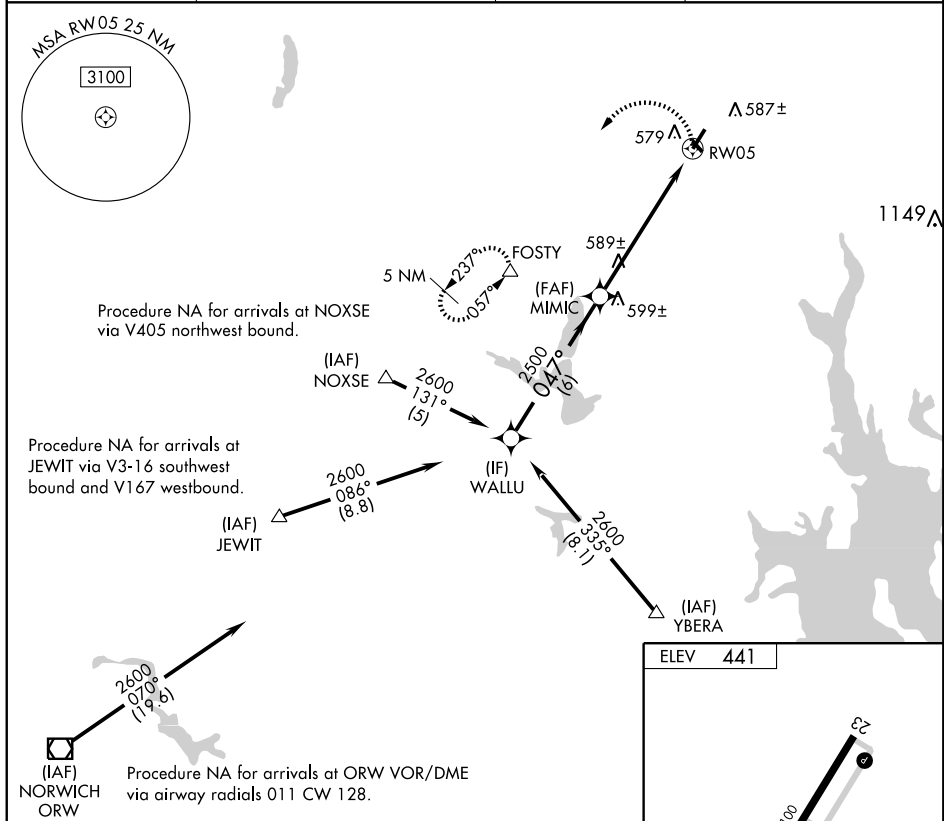 MSA RW05 25 NM
3100
587±
579
RW05
1149
589±
FOSTY
237°
5 NM
057°
(FAF)
MIMIC
599±
Procedure NA for arrivals at NOXSE
via V405 northwest bound.
2500
047°
(6)
(IAF)
NOXSE
2600
131°
(5)
Procedure NA for arrivals at
JEWIT via V3-16 southwest
bound and V167 westbound.
(IF)
WALLU
2600
086°
(8.8)
(IAF)
JEWIT
2600
335°
(8.1)
(IAF)
YBERA
ELEV 441
2600
070°
(19.6)
23
P
(IAF)
NORWICH
ORW
Procedure NA for arrivals at ORW VOR/DME
via airway radials 011 CW 128.